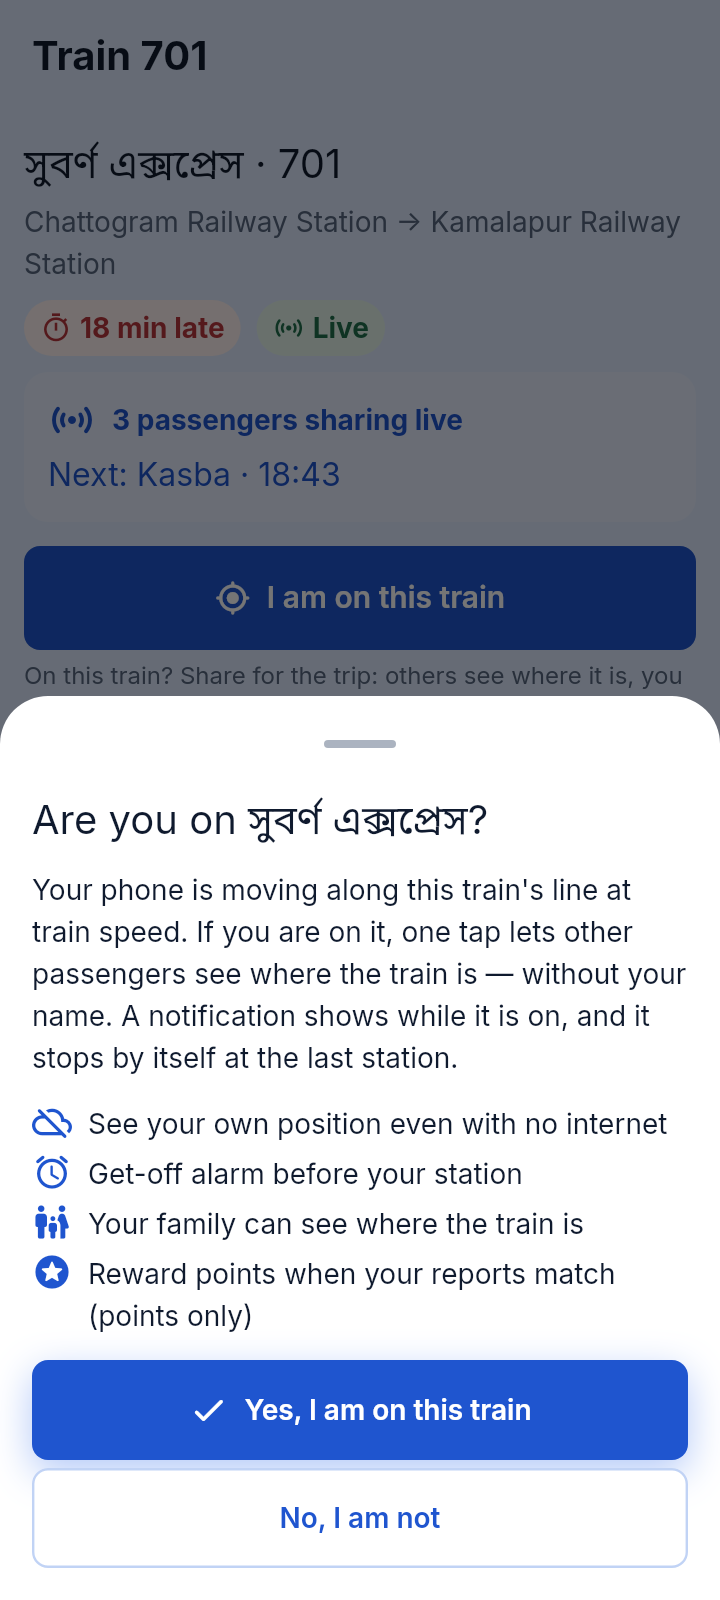 Train 701
সুবর্ণ এক্সপ্রেস · 701
Chattogram Railway Station → Kamalapur Railway
Station
18 min late
Live
3 passengers sharing live
Next: Kasba · 18:43
I am on this train
On this train? Share for the trip: others see where it is, you
Are you on সুবর্ণ এক্সপ্রেস?
Your phone is moving along this train's line at
train speed. If you are on it, one tap lets other
passengers see where the train is — without your
name. A notification shows while it is on, and it
stops by itself at the last station.
See your own position even with no internet
Get-off alarm before your station
Your family can see where the train is
Reward points when your reports match
(points only)
Yes, I am on this train
No, I am not